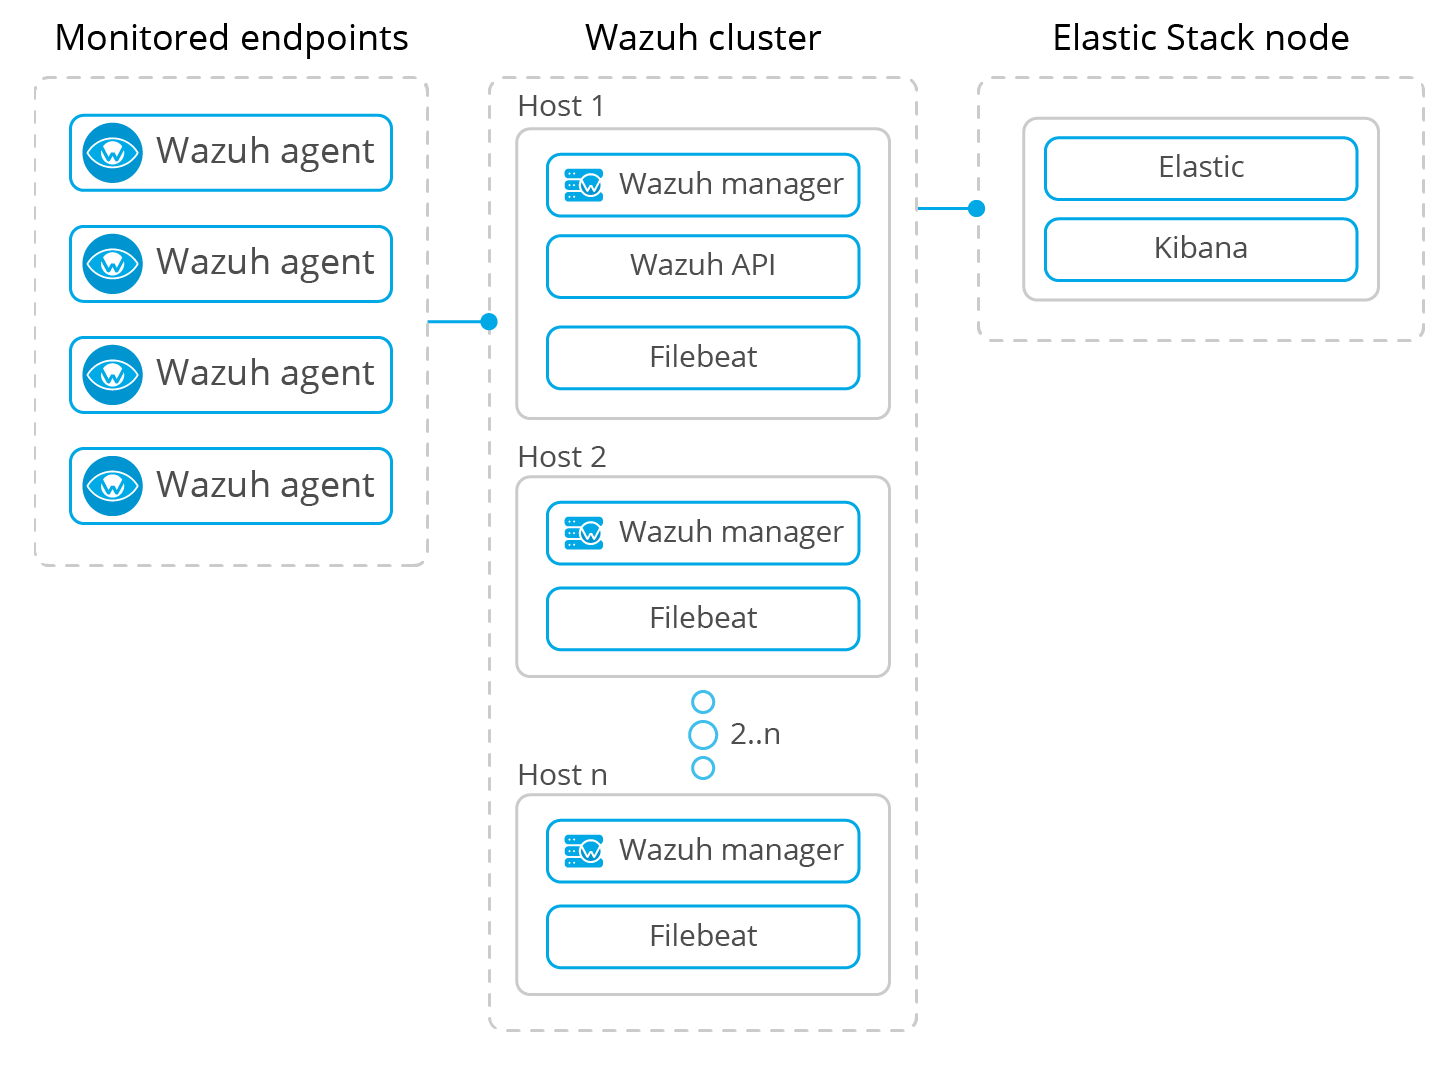 Monitored endpoints
Wazuh agent
Wazuh agent
Wazuh agent
Wazuh agent
Wazuh cluster
Host 1
Wazuh manager
Wazuh API
Filebeat
Host 2
Wazuh manager
Filebeat
2..n
Host n
Wazuh manager
Filebeat
Elastic Stack node
Elastic
Kibana